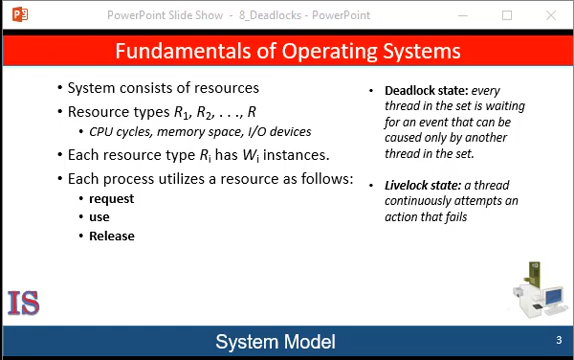 PowerPoint Slide Show - 8_Deadlocks - PowerPoint
Fundamentals of Operating Systems
• System consists of resources
• Resource types R1, R2, . . ., R
• CPU cycles, memory space, I/O devices
• Each resource type Ri has Wi instances.
• Each process utilizes a resource as follows:
• request
• use
• Release
• Deadlock state: every
thread in the set is waiting
for an event that can be
caused only by another
thread in the set.
• Livelock state: a thread
continuously attempts an
action that fails
IS
System Model
3